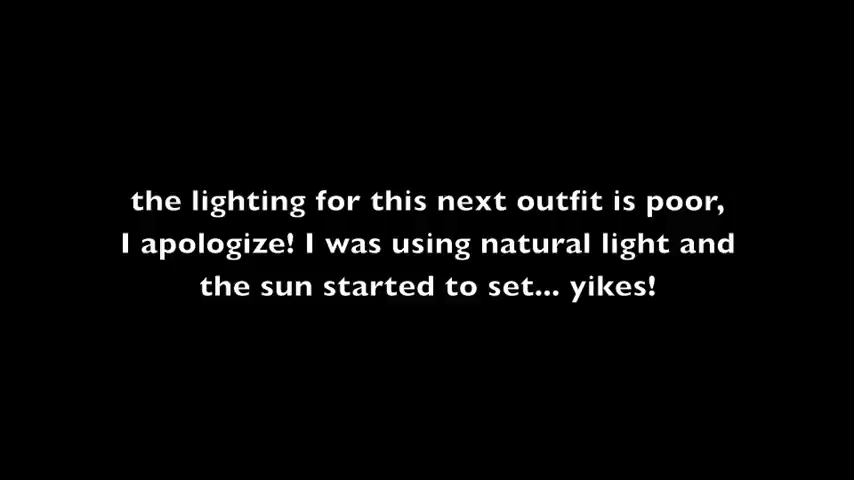 the lighting for this next outfit is poor,
I apologize! I was using natural light and
the sun started to set... yikes!